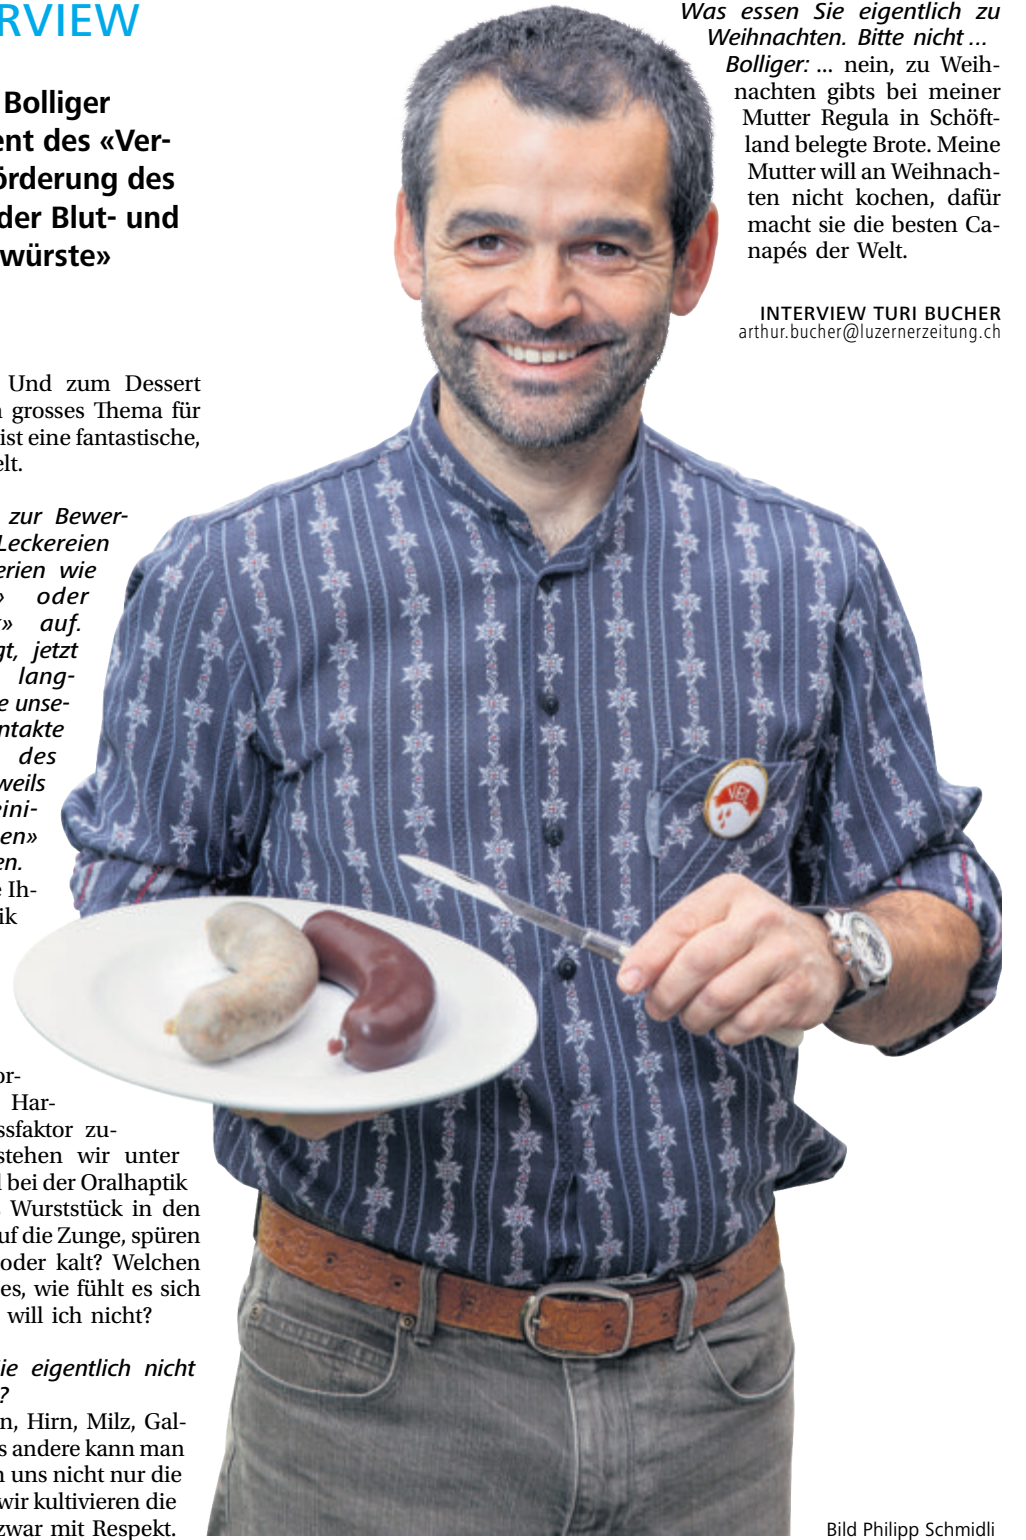 RVIEW
Bolliger
ent des «Ver-
örderung des
der Blut- und
würste»
Und zum Dessert
n grosses Thema für
ist eine fantastische,
elt.
zur Bewer-
Leckereien
erien wie
» oder
» auf.
gt, jetzt
lang-
e unse-
ntakte
des
weils
eini-
en»
en.
e Ih-
ik
or-
Har-
ssfaktor zu-
stehen wir unter
l bei der Oralhaptik
Wurststück in den
uf die Zunge, spüren
oder kalt? Welchen
es, wie fühlt es sich
will ich nicht?
ie eigentlich nicht
?
n, Hirn, Milz, Gal-
s andere kann man
n uns nicht nur die
wir kultivieren die
zwar mit Respekt.
Was essen Sie eigentlich zu
Weihnachten. Bitte nicht ...
Bolliger: ... nein, zu Weih-
nachten gibts bei meiner
Mutter Regula in Schöft-
land belegte Brote. Meine
Mutter will an Weihnach-
ten nicht kochen, dafür
macht sie die besten Ca-
napés der Welt.
INTERVIEW TURI BUCHER
arthur.bucher@luzernerzeitung.ch
Bild Philipp Schmidli